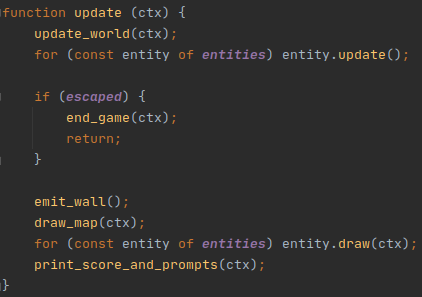 function update (ctx) {
    update_world(ctx);
    for (const entity of entities) entity.update();

    if (escaped) {
        end_game(ctx);
        return;
    }

    emit_wall();
    draw_map(ctx);
    for (const entity of entities) entity.draw(ctx);
    print_score_and_prompts(ctx);
}